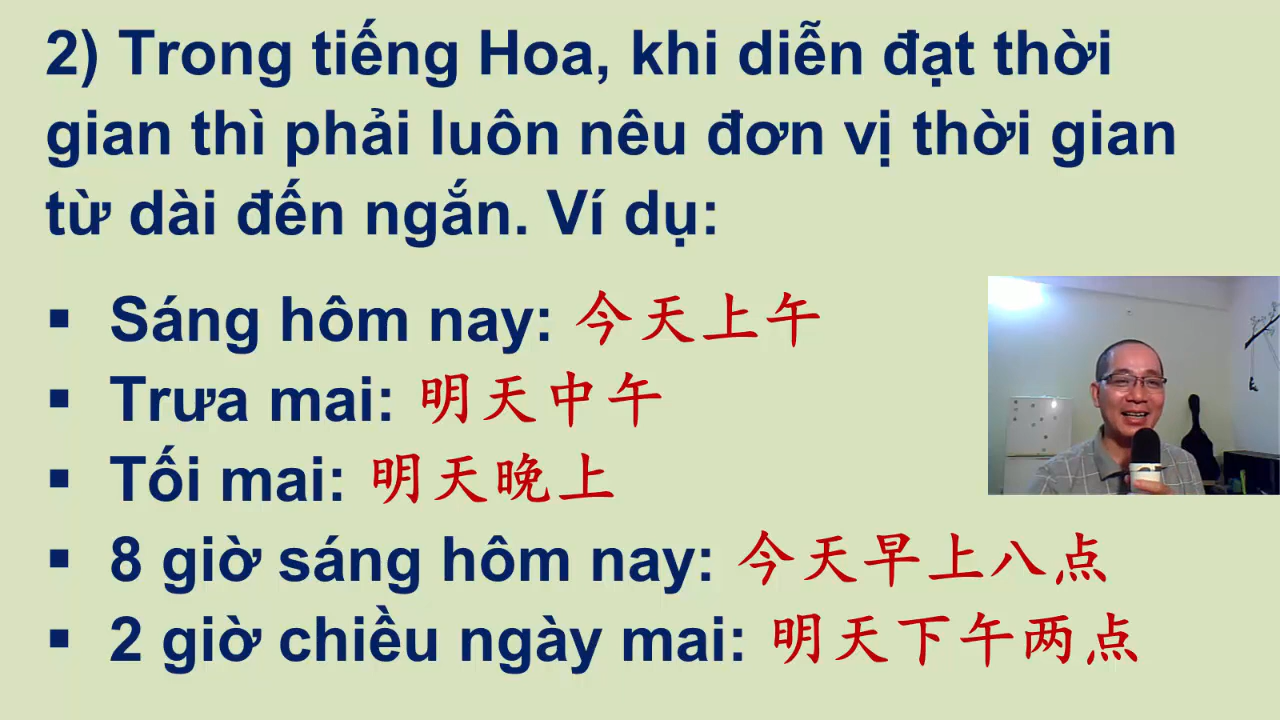 2) Trong tiếng Hoa, khi diễn đạt thời
gian thì phải luôn nêu đơn vị thời gian
từ dài đến ngắn. Ví dụ:
▪ Sáng hôm nay: 今天上午
▪ Trưa mai: 明天中午
▪ Tối mai: 明天晚上
▪ 8 giờ sáng hôm nay: 今天早上八点
▪ 2 giờ chiều ngày mai: 明天下午两点